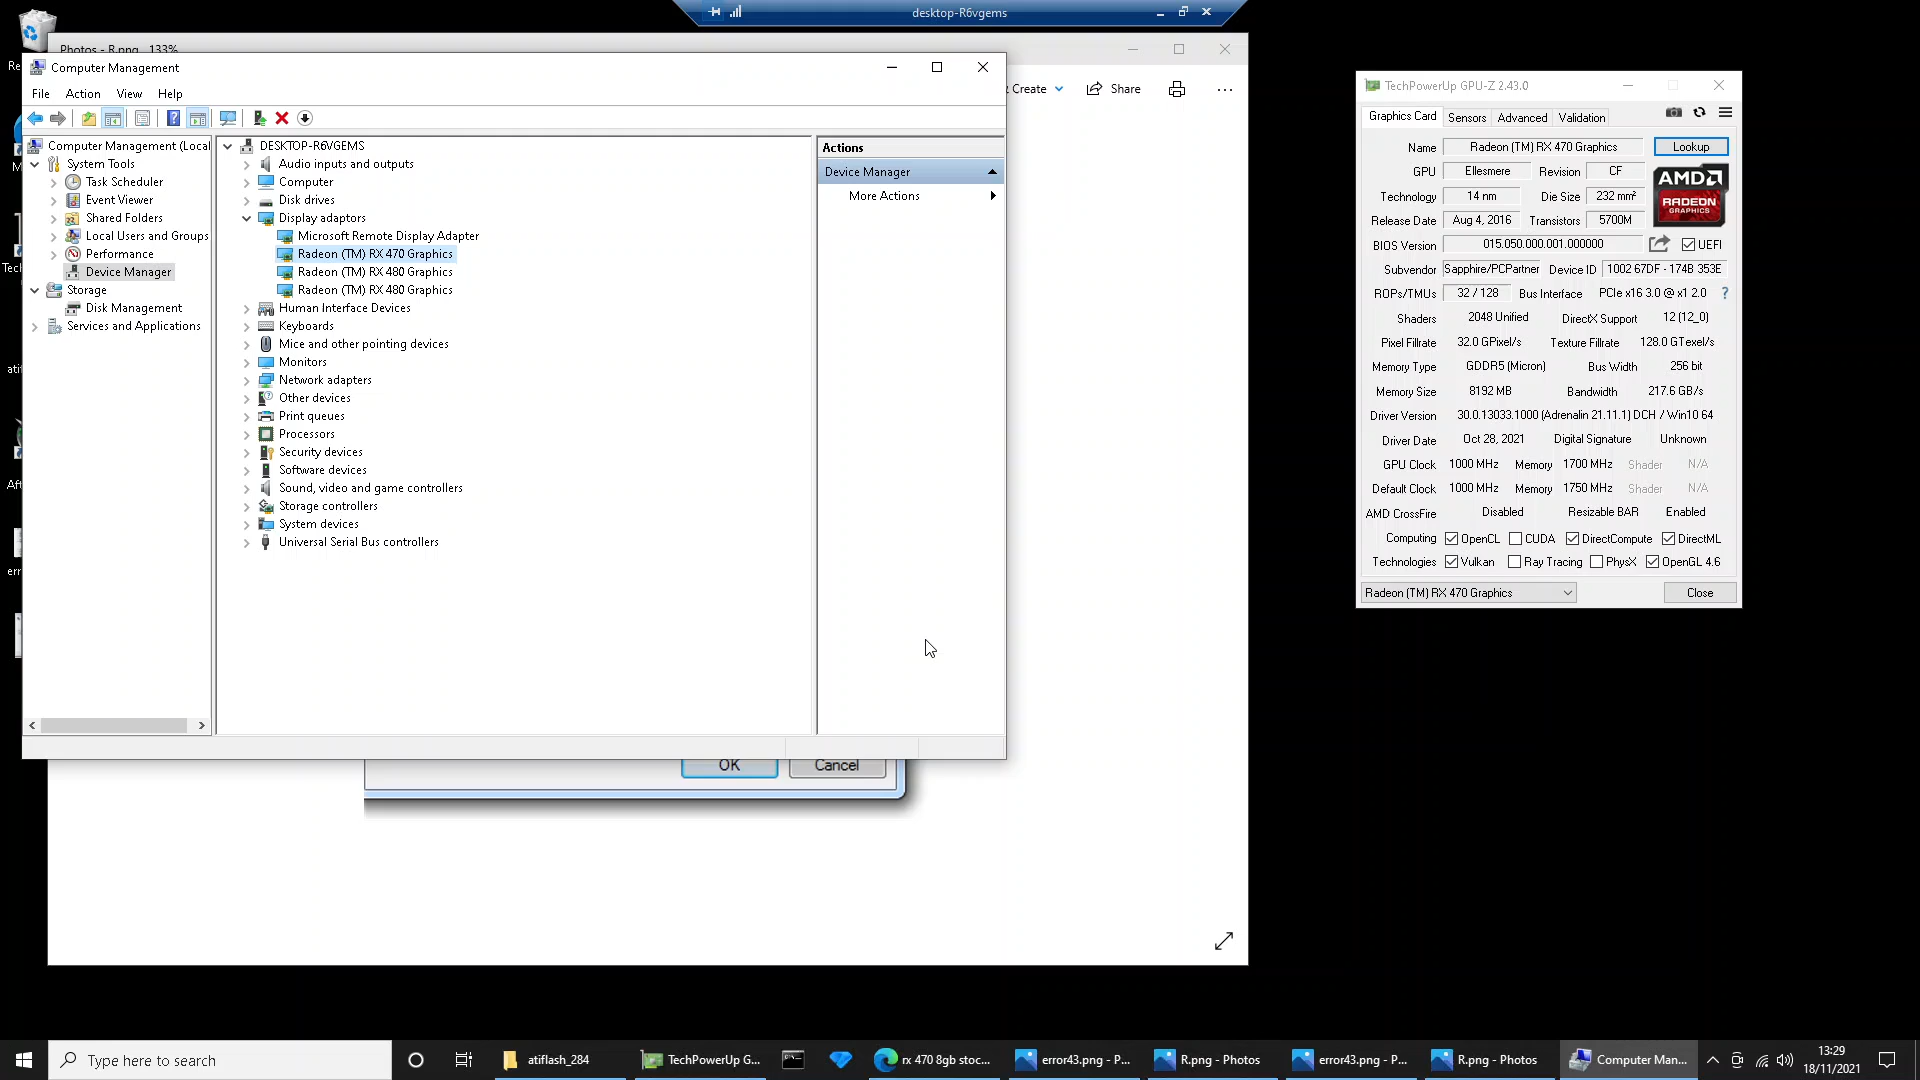 desktop-R6vgems
Photos - R.png 133%
Create
Share
Computer Management
File Action View Help
Computer Management (Local
System Tools
Task Scheduler
Event Viewer
Shared Folders
Local Users and Groups
Performance
Device Manager
Storage
Disk Management
Services and Applications
DESKTOP-R6VGEMS
Audio inputs and outputs
Computer
Disk drives
Display adaptors
Microsoft Remote Display Adapter
Radeon (TM) RX 470 Graphics
Radeon (TM) RX 480 Graphics
Radeon (TM) RX 480 Graphics
Human Interface Devices
Keyboards
Mice and other pointing devices
Monitors
Network adapters
Other devices
Print queues
Processors
Security devices
Software devices
Sound, video and game controllers
Storage controllers
System devices
Universal Serial Bus controllers
Actions
Device Manager
More Actions
OK Cancel
TechPowerUp GPU-Z 2.43.0
Graphics Card Sensors Advanced Validation
Name Radeon (TM) RX 470 Graphics Lookup
GPU Ellesmere Revision CF
Technology 14 nm Die Size 232 mm²
Release Date Aug 4, 2016 Transistors 5700M
AMD
RADEON
GRAPHICS
BIOS Version 015.050.000.001.000000 UEFI
Subvendor Sapphire/PCPartner Device ID 1002 67DF - 174B 353E
ROPs/TMUs 32 / 128 Bus Interface PCIe x16 3.0 @ x1 2.0 ?
Shaders 2048 Unified DirectX Support 12 (12_0)
Pixel Fillrate 32.0 GPixel/s Texture Fillrate 128.0 GTexel/s
Memory Type GDDR5 (Micron) Bus Width 256 bit
Memory Size 8192 MB Bandwidth 217.6 GB/s
Driver Version 30.0.13033.1000 (Adrenalin 21.11.1) DCH / Win10 64
Driver Date Oct 28, 2021 Digital Signature Unknown
GPU Clock 1000 MHz Memory 1700 MHz Shader N/A
Default Clock 1000 MHz Memory 1750 MHz Shader N/A
AMD CrossFire Disabled Resizable BAR Enabled
Computing OpenCL CUDA DirectCompute DirectML
Technologies Vulkan Ray Tracing PhysX OpenGL 4.6
Radeon (TM) RX 470 Graphics Close
Type here to search
atiflash_284
TechPowerUp G...
rx 470 8gb stoc...
error43.png - P...
R.png - Photos
error43.png - P...
R.png - Photos
Computer Man...
13:29
18/11/2021